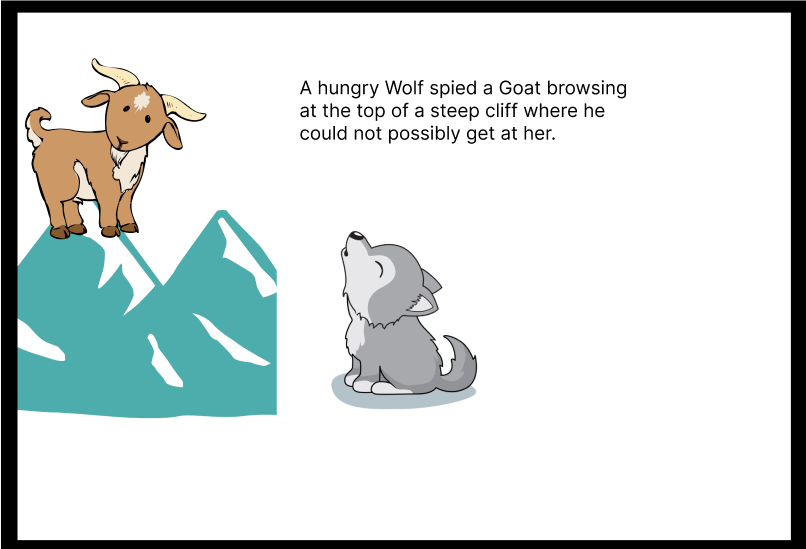 A hungry Wolf spied a Goat browsing
at the top of a steep cliff where he
could not possibly get at her.